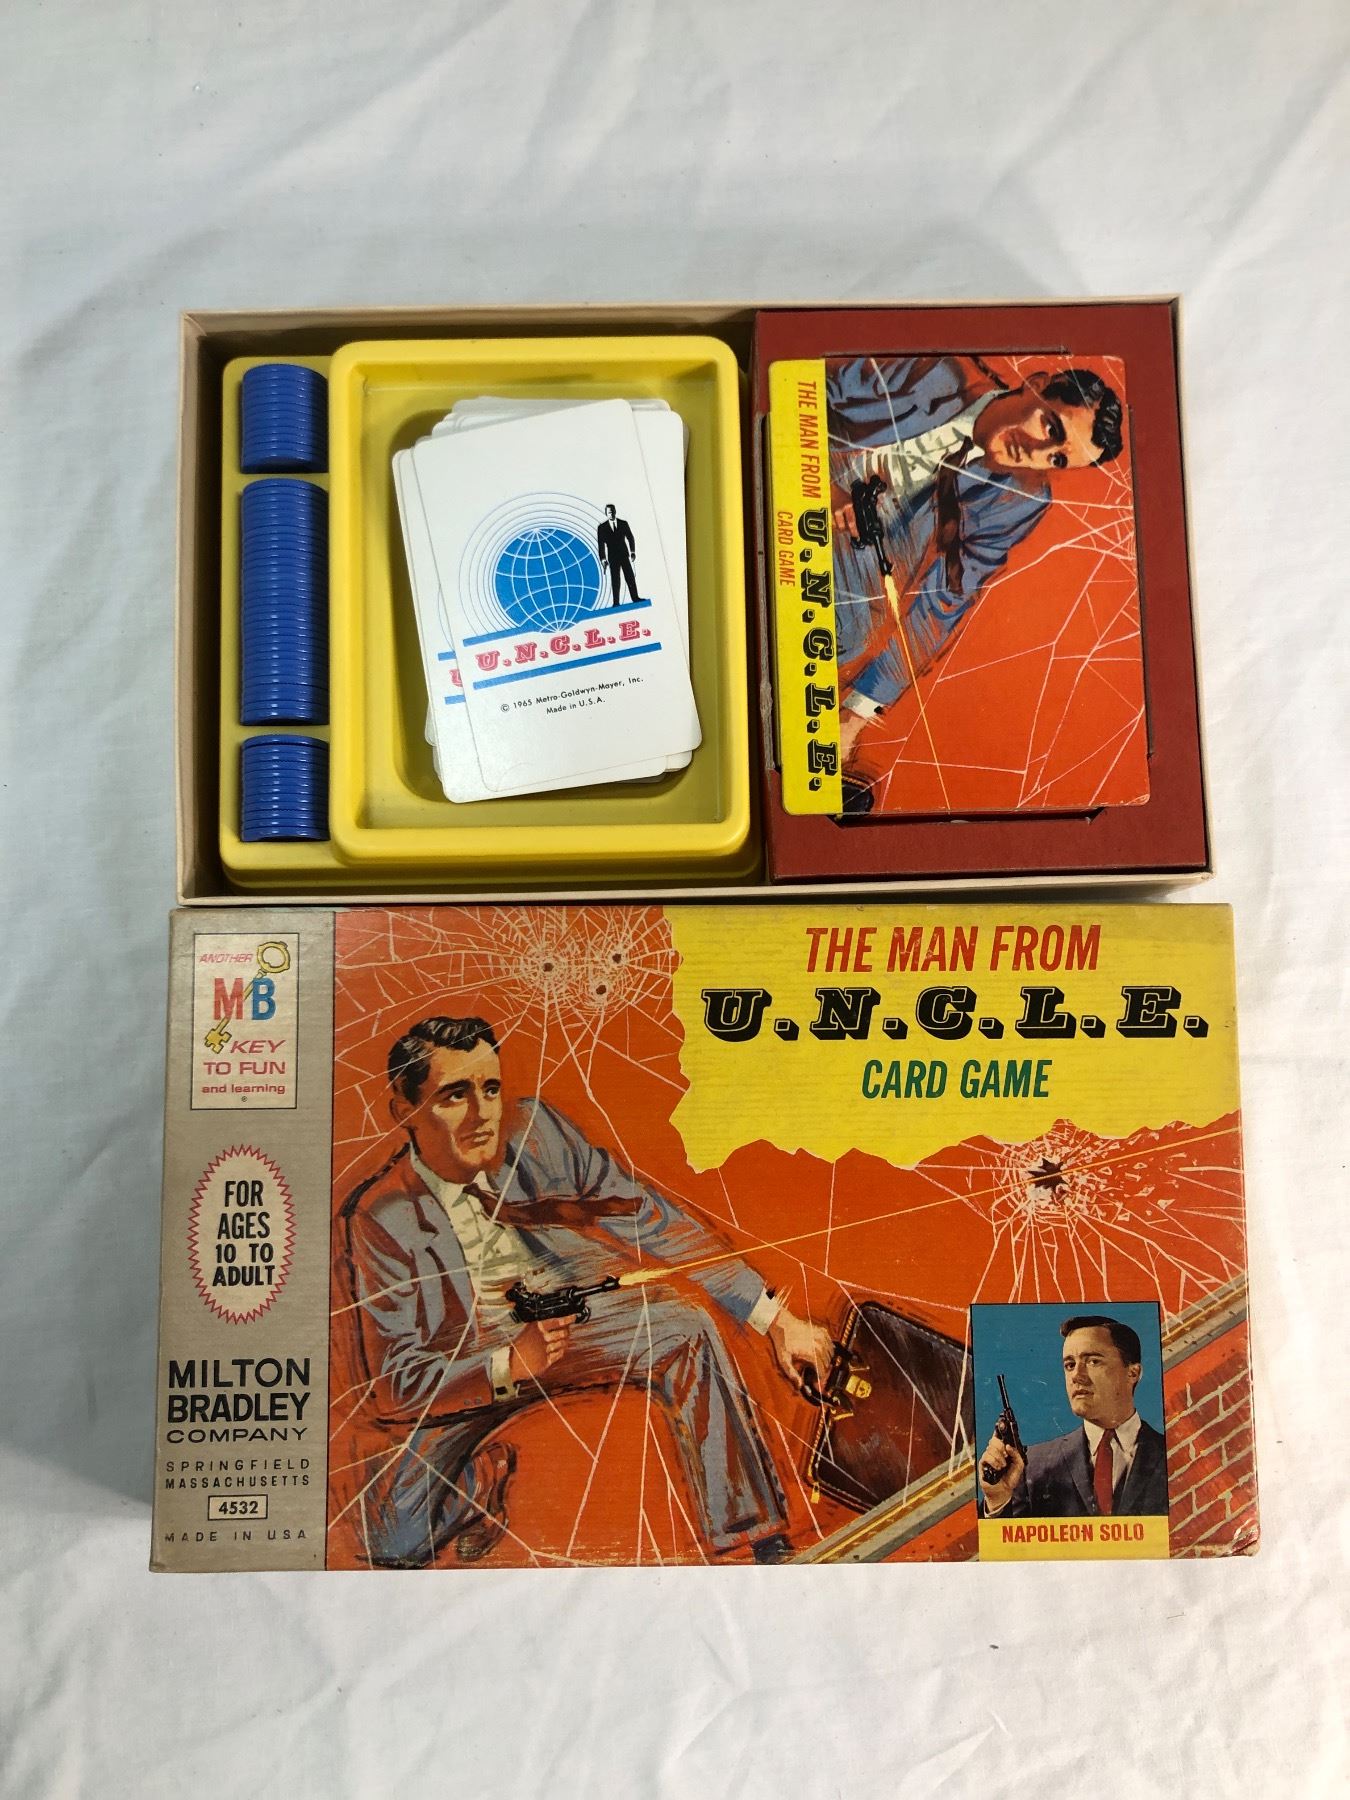 THE MAN FROM
U.N.C.L.E.
CARD GAME
U.N.C.L.E.
© 1965 Metro-Goldwyn-Mayer, Inc.
Made in U.S.A.
U
ANOTHER
MB
KEY
TO FUN
and learning
®
FOR
AGES
10 TO
ADULT
MILTON
BRADLEY
COMPANY
SPRINGFIELD
MASSACHUSETTS
4532
MADE IN USA
THE MAN FROM
U.N.C.L.E.
CARD GAME
NAPOLEON SOLO